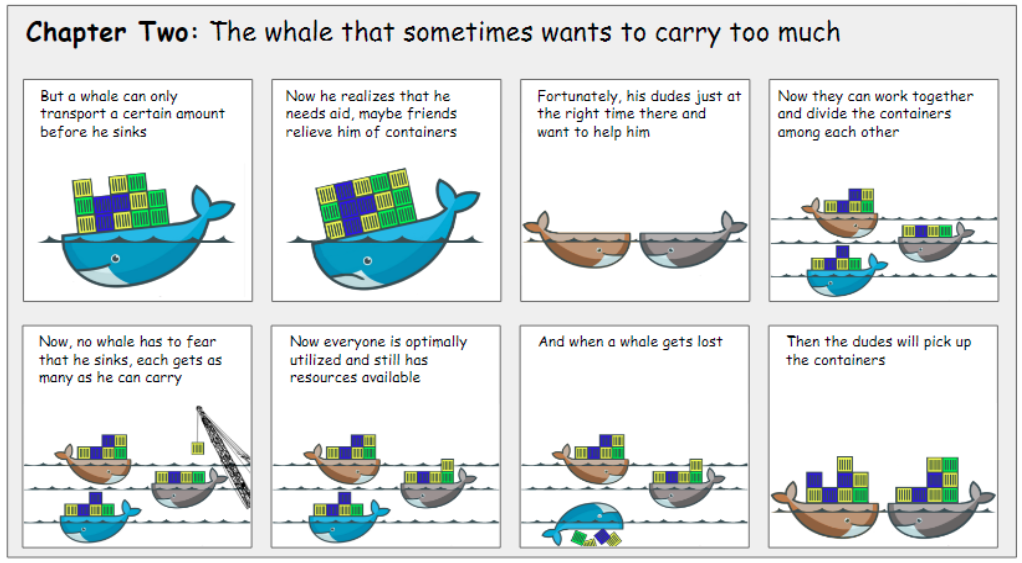 Chapter Two: The whale that sometimes wants to carry too much
But a whale can only
transport a certain amount
before he sinks
Now he realizes that he
needs aid, maybe friends
relieve him of containers
Fortunately, his dudes just at
the right time there and
want to help him
Now they can work together
and divide the containers
among each other
Now, no whale has to fear
that he sinks, each gets as
many as he can carry
Now everyone is optimally
utilized and still has
resources available
And when a whale gets lost
Then the dudes will pick up
the containers